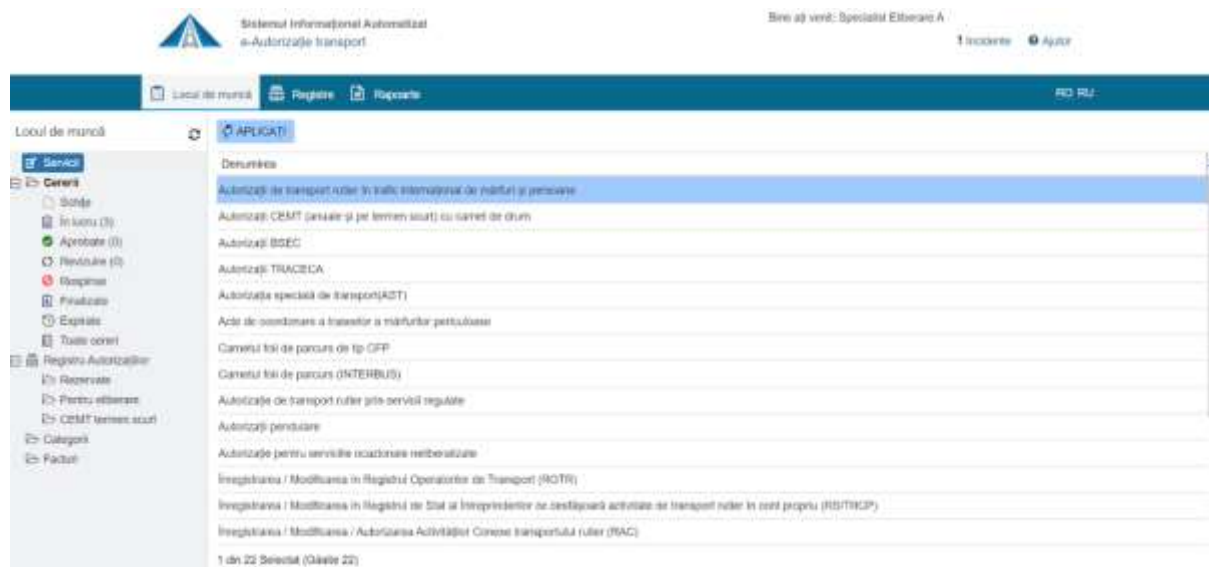 Sistemul Informațional Automatizat
e-Autorizație transport
Bine ați venit: Specialist Eliberare A
! Incidente
Ajutor
Locul de muncă
Registre
Rapoarte
RO RU
Locul de muncă
APLICAȚI
Servicii
Denumirea
Cererii
Autorizații de transport rutier în trafic internațional de mărfuri și persoane
Schițe
Autorizații CEMT (anuale și pe termen scurt) cu carnet de drum
În lucru (3)
Aprobate (0)
Autorizații BSEC
Revizuire (0)
Autorizații TRACECA
Respinse
Finalizate
Autorizația specială de transport(AST)
Expirate
Acte de coordonare a traseelor a mărfurilor periculoase
Toate cereri
Carnetul foii de parcurs de tip CFP
Registru Autorizațiilor
Carnetul foii de parcurs (INTERBUS)
Rezervate
Pentru eliberare
Autorizație de transport rutier prin servicii regulate
CEMT termen scurt
Autorizații pendulare
Categorii
Autorizație pentru serviciile ocazionale neliberalizate
Facturi
Înregistrarea / Modificarea în Registrul Operatorilor de Transport (ROTR)
Înregistrarea / Modificarea în Registrul de Stat al Întreprinderilor ce desfășoară activitate de transport rutier în cont propriu (RSÎTRCP)
Înregistrarea / Modificarea / Autorizarea Activităților Conexe transportului rutier (RAC)
1 din 22 Selectat (Găsite 22)